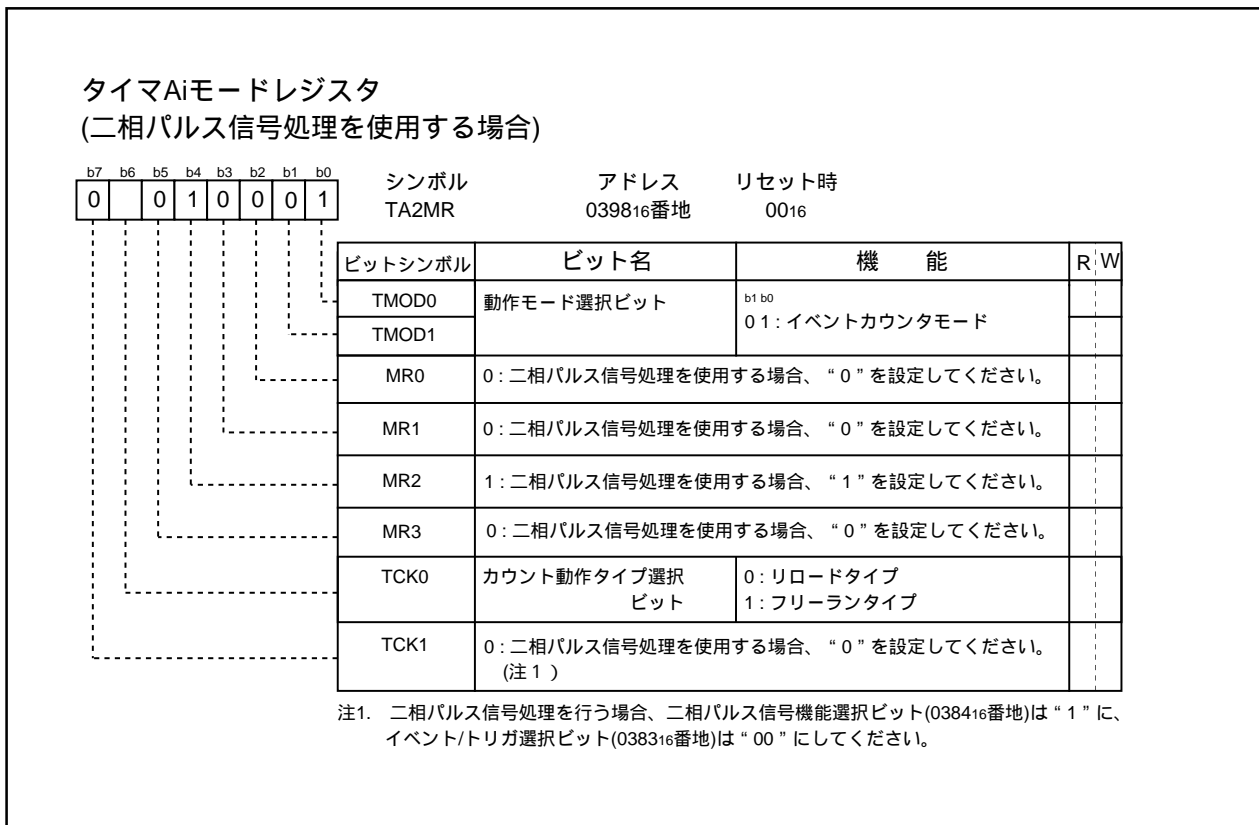 タイマAiモードレジスタ
(二相パルス信号処理を使用する場合)
b7 b6 b5 b4 b3 b2 b1 b0
0 0 1 0 0 0 1
シンボル アドレス リセット時
TA2MR 039816番地 0016
ビットシンボル ビット名 機 能 R W
TMOD0 動作モード選択ビット b1 b0
0 1 : イベントカウンタモード
TMOD1
MR0 0 : 二相パルス信号処理を使用する場合、“ 0 ” を設定してください。
MR1 0 : 二相パルス信号処理を使用する場合、“ 0 ” を設定してください。
MR2 1 : 二相パルス信号処理を使用する場合、“ 1 ” を設定してください。
MR3 0 : 二相パルス信号処理を使用する場合、“ 0 ” を設定してください。
TCK0 カウント動作タイプ選択 0 : リロードタイプ
ビット 1 : フリーランタイプ
TCK1 0 : 二相パルス信号処理を使用する場合、“ 0 ” を設定してください。
(注 1 )
注1. 二相パルス信号処理を行う場合、二相パルス信号機能選択ビット(038416番地)は “ 1 ” に、
イベント/トリガ選択ビット(038316番地)は “ 00 ” にしてください。